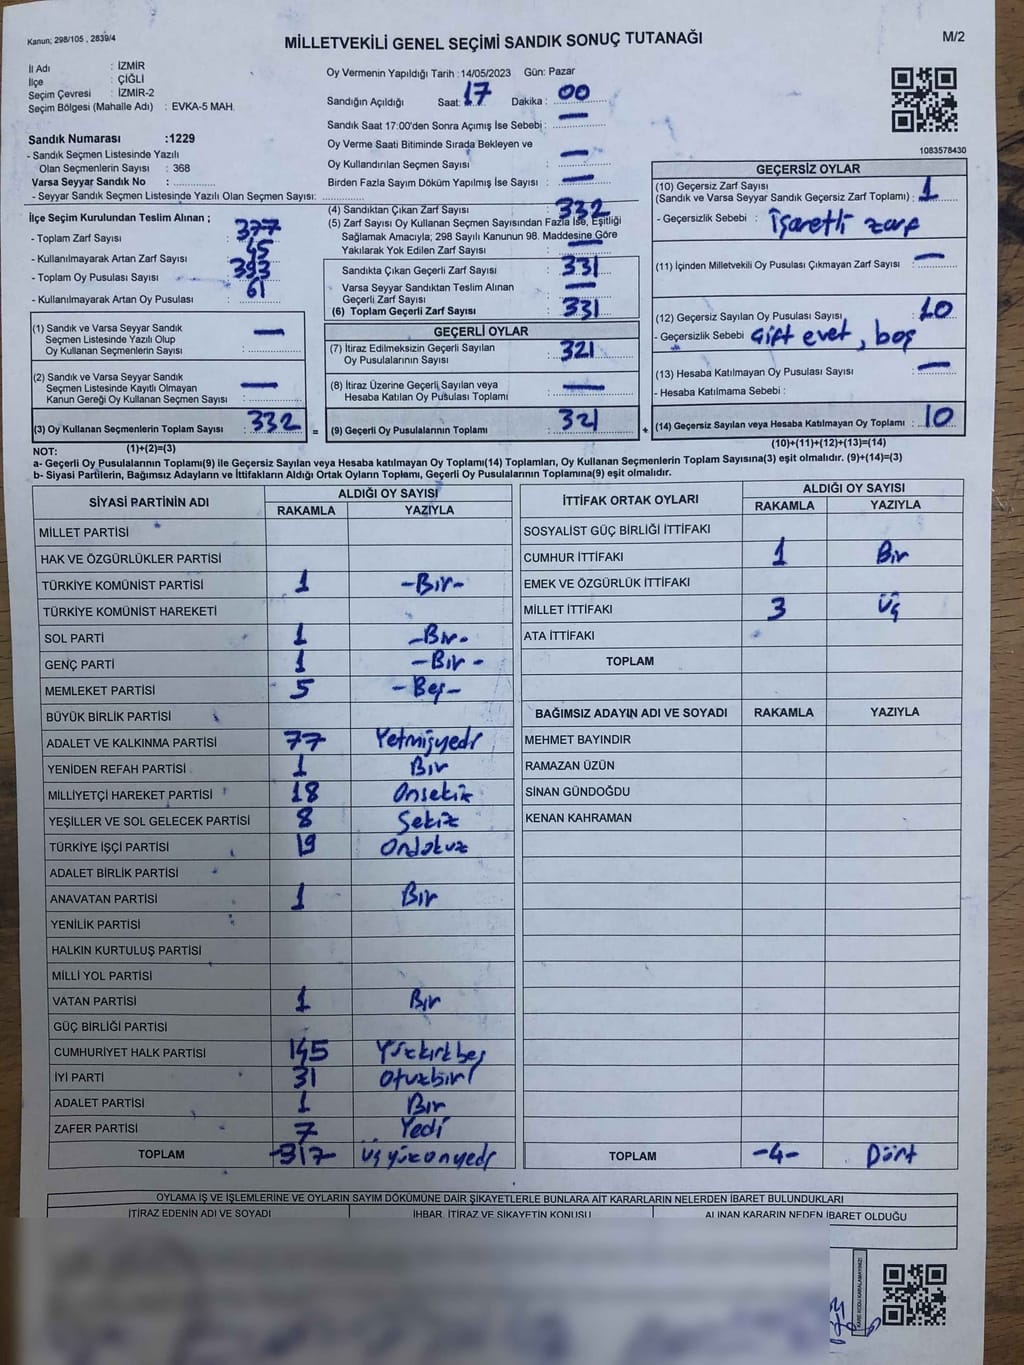 Kanun; 298/105 , 2839/4
MİLLETVEKİLİ GENEL SEÇİMİ SANDIK SONUÇ TUTANAĞI
M/2
İl Adı : İZMİR
İlçe : ÇİĞLİ
Seçim Çevresi : İZMİR-2
Seçim Bölgesi (Mahalle Adı) : EVKA-5 MAH.
Sandık Numarası :1229
- Sandık Seçmen Listesinde Yazılı
Olan Seçmenlerin Sayısı : 368
Varsa Seyyar Sandık No :
- Seyyar Sandık Seçmen Listesinde Yazılı Olan Seçmen Sayısı:
Oy Vermenin Yapıldığı Tarih : 14/05/2023 Gün: Pazar
Sandığın Açıldığı Saat: 17 Dakika : 00
Sandık Saat 17:00'den Sonra Açımış İse Sebebi : —
Oy Verme Saati Bitiminde Sırada Bekleyen ve
Oy Kullandırılan Seçmen Sayısı : —
Birden Fazla Sayım Döküm Yapılmış İse Sayısı : —
1083578430
İlçe Seçim Kurulundan Teslim Alınan ;
- Toplam Zarf Sayısı : 377
- Kullanılmayarak Artan Zarf Sayısı : 45
- Toplam Oy Pusulası Sayısı : 393
- Kullanılmayarak Artan Oy Pusulası : 61
(1) Sandık ve Varsa Seyyar Sandık
Seçmen Listesinde Yazılı Olup
Oy Kullanan Seçmenlerin Sayısı : —
(2) Sandık ve Varsa Seyyar Sandık
Seçmen Listesinde Kayıtlı Olmayan
Kanun Gereği Oy Kullanan Seçmen Sayısı : —
(3) Oy Kullanan Seçmenlerin Toplam Sayısı : 332
(4) Sandıktan Çıkan Zarf Sayısı : 332
(5) Zarf Sayısı Oy Kullanan Seçmen Sayısından Fazla İse, Eşitliği
Sağlamak Amacıyla; 298 Sayılı Kanunun 98. Maddesine Göre
Yakılarak Yok Edilen Zarf Sayısı : —
Sandıkta Çıkan Geçerli Zarf Sayısı : 331
Varsa Seyyar Sandıktan Teslim Alınan
Geçerli Zarf Sayısı : —
(6) Toplam Geçerli Zarf Sayısı : 331
GEÇERLİ OYLAR
(7) İtiraz Edilmeksizin Geçerli Sayılan
Oy Pusulalarının Sayısı : 321
(8) İtiraz Üzerine Geçerli Sayılan veya
Hesaba Katılan Oy Pusulası Toplamı : —
= (9) Geçerli Oy Pusulalarının Toplamı : 321
GEÇERSİZ OYLAR
(10) Geçersiz Zarf Sayısı
(Sandık ve Varsa Seyyar Sandık Geçersiz Zarf Toplamı) : 1
- Geçersizlik Sebebi : İşaretli zarf
(11) İçinden Milletvekili Oy Pusulası Çıkmayan Zarf Sayısı : —
(12) Geçersiz Sayılan Oy Pusulası Sayısı : 10
- Geçersizlik Sebebi : Çift evet, boş
(13) Hesaba Katılmayan Oy Pusulası Sayısı : —
- Hesaba Katılmama Sebebi :
+ (14) Geçersiz Sayılan veya Hesaba Katılmayan Oy Toplamı : 10
NOT: (1)+(2)=(3) (10)+(11)+(12)+(13)=(14)
a- Geçerli Oy Pusulalarının Toplamı(9) ile Geçersiz Sayılan veya Hesaba katılmayan Oy Toplamı(14) Toplamları, Oy Kullanan Seçmenlerin Toplam Sayısına(3) eşit olmalıdır. (9)+(14)=(3)
b- Siyasi Partilerin, Bağımsız Adayların ve İttifakların Aldığı Ortak Oyların Toplamı, Geçerli Oy Pusulalarının Toplamına(9) eşit olmalıdır.
SİYASİ PARTİNİN ADI ALDIĞI OY SAYISI
RAKAMLA YAZIYLA
MİLLET PARTİSİ
HAK VE ÖZGÜRLÜKLER PARTİSİ
TÜRKİYE KOMÜNİST PARTİSİ 1 -Bir-
TÜRKİYE KOMÜNİST HAREKETİ
SOL PARTİ 1 -Bir-
GENÇ PARTİ 1 -Bir-
MEMLEKET PARTİSİ 5 -Beş-
BÜYÜK BİRLİK PARTİSİ
ADALET VE KALKINMA PARTİSİ 77 Yetmişyedi
YENİDEN REFAH PARTİSİ 1 Bir
MİLLİYETÇİ HAREKET PARTİSİ 18 Onsekiz
YEŞİLLER VE SOL GELECEK PARTİSİ 8 Sekiz
TÜRKİYE İŞÇİ PARTİSİ 19 Ondokuz
ADALET BİRLİK PARTİSİ
ANAVATAN PARTİSİ 1 Bir
YENİLİK PARTİSİ
HALKIN KURTULUŞ PARTİSİ
MİLLİ YOL PARTİSİ
VATAN PARTİSİ 1 Bir
GÜÇ BİRLİĞİ PARTİSİ
CUMHURİYET HALK PARTİSİ 145 Yüzkırkbeş
İYİ PARTİ 31 Otuzbir
ADALET PARTİSİ 1 Bir
ZAFER PARTİSİ 7 Yedi
TOPLAM -317- Üçyüzonyedi
İTTİFAK ORTAK OYLARI ALDIĞI OY SAYISI
RAKAMLA YAZIYLA
SOSYALİST GÜÇ BİRLİĞİ İTTİFAKI
CUMHUR İTTİFAKI 1 Bir
EMEK VE ÖZGÜRLÜK İTTİFAKI
MİLLET İTTİFAKI 3 Üç
ATA İTTİFAKI
TOPLAM
BAĞIMSIZ ADAYIN ADI VE SOYADI RAKAMLA YAZIYLA
MEHMET BAYINDIR
RAMAZAN ÜZÜN
SİNAN GÜNDOĞDU
KENAN KAHRAMAN
TOPLAM -4- Dört
OYLAMA İŞ VE İŞLEMLERİNE VE OYLARIN SAYIM DÖKÜMÜNE DAİR ŞİKAYETLERLE BUNLARA AİT KARARLARIN NELERDEN İBARET BULUNDUKLARI
İTİRAZ EDENİN ADI VE SOYADI İHBAR, İTİRAZ VE ŞİKAYETİN KONUSU ALINAN KARARIN NEDEN İBARET OLDUĞU
KARE KODU KARALAMAYINIZ!